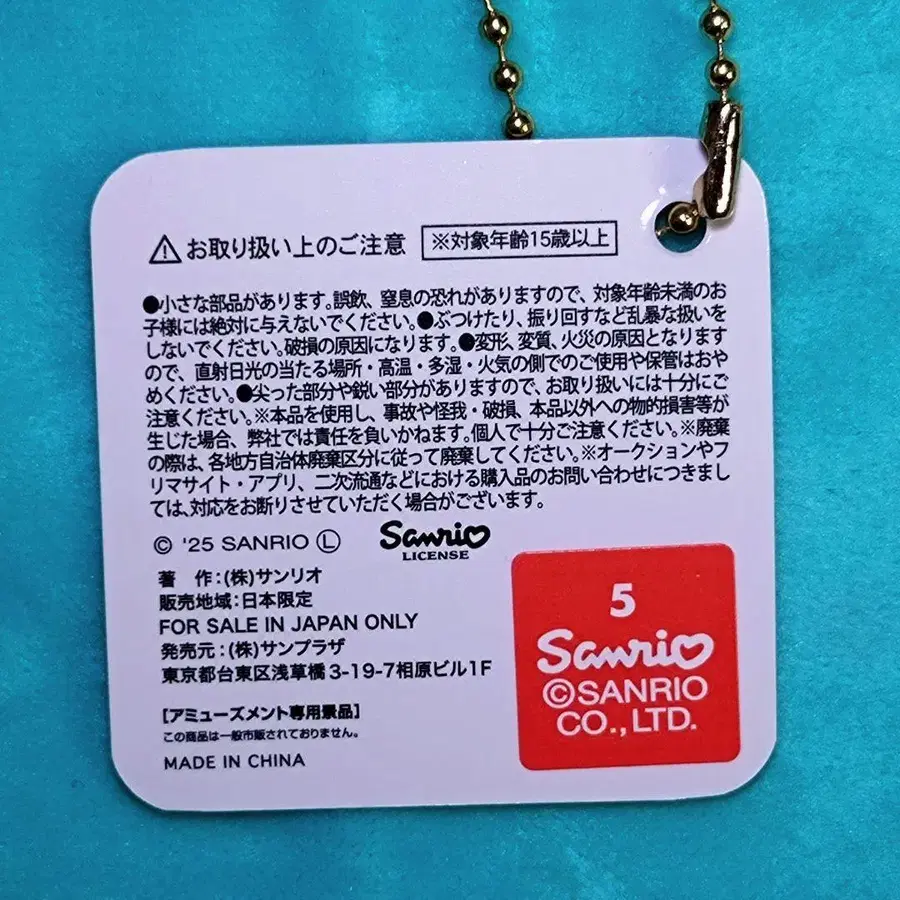 お取り扱い上のご注意 ※対象年齢15歳以上
●小さな部品があります。誤飲、窒息の恐れがありますので、対象年齢未満のお
子様には絶対に与えないでください。●ぶつけたり、振り回すなど乱暴な扱いを
しないでください。破損の原因になります。●変形、変質、火災の原因となります
ので、直射日光の当たる場所・高温・多湿・火気の側でのご使用や保管はおや
めください。●尖った部分や鋭い部分がありますので、お取り扱いには十分にご
注意ください。※本品を使用し、事故や怪我・破損、本品以外への物的損害等が
生じた場合、弊社では責任を負いかねます。個人で十分ご注意ください。※廃棄
の際は、各地方自治体廃棄区分に従って廃棄してください。※オークションやフ
リマサイト・アプリ、二次流通などにおける購入品のお問い合わせにつきまし
ては、対応をお断りさせていただく場合がございます。
© '25 SANRIO Ⓛ Sanrio
LICENSE
著 作:(株)サンリオ
販売地域:日本限定
FOR SALE IN JAPAN ONLY
発売元:(株)サンプラザ
東京都台東区浅草橋3-19-7相原ビル1F
[アミューズメント専用景品]
この商品は一般市販されておりません。
MADE IN CHINA
5
Sanrio
©SANRIO
CO.,LTD.